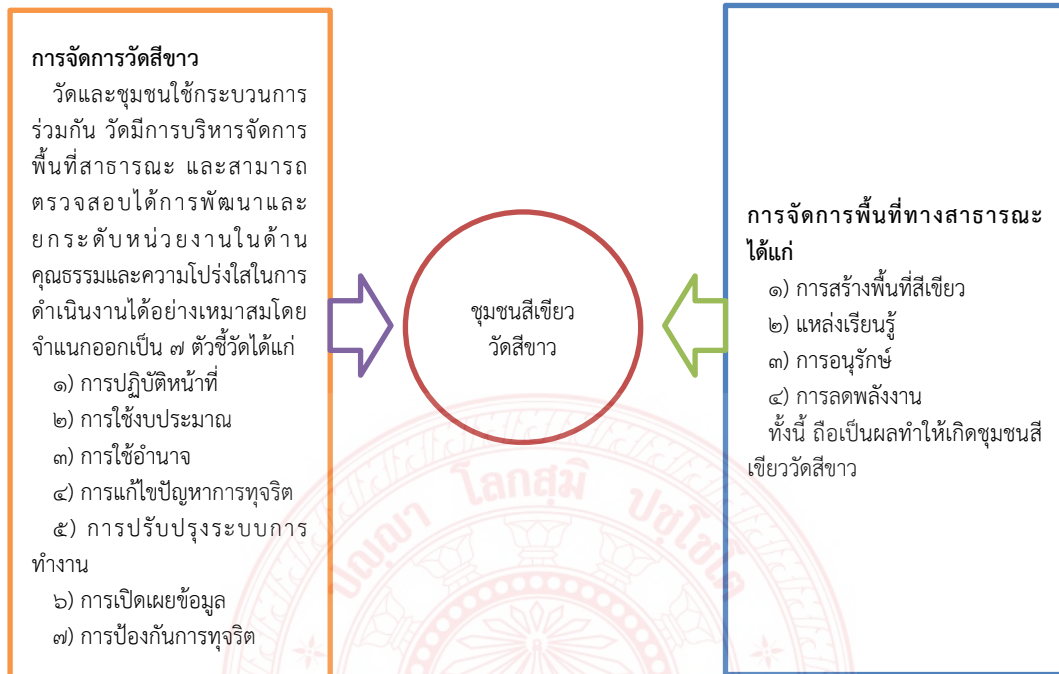 การจัดการวัดสีขาว
วัดและชุมชนใช้กระบวนการ
ร่วมกัน วัดมีการบริหารจัดการ
พื้นที่สาธารณะ และสามารถ
ตรวจสอบได้การพัฒนาและ
ยกระดับหน่วยงานในด้าน
คุณธรรมและความโปร่งใสในการ
ดำเนินงานได้อย่างเหมาสมโดย
จำแนกออกเป็น ๗ ตัวชี้วัดได้แก่
๑) การปฏิบัติหน้าที่
๒) การใช้งบประมาณ
๓) การใช้อำนาจ
๔) การแก้ไขปัญหาการทุจริต
๕) การปรับปรุงระบบการ
ทำงาน
๖) การเปิดเผยข้อมูล
๗) การป้องกันการทุจริต
ชุมชนสีเขียว
วัดสีขาว
การจัดการพื้นที่ทางสาธารณะ
ได้แก่
๑) การสร้างพื้นที่สีเขียว
๒) แหล่งเรียนรู้
๓) การอนุรักษ์
๔) การลดพลังงาน
ทั้งนี้ ถือเป็นผลทำให้เกิดชุมชนสี
เขียววัดสีขาว
ปญฺญา โลกสฺมิ ปชฺโชโต